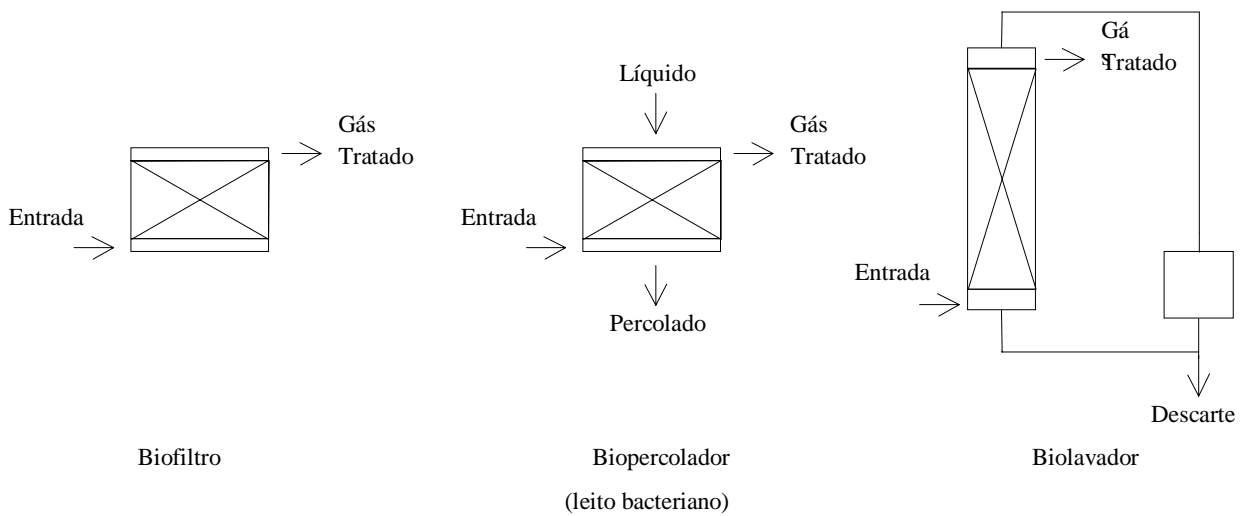 Gás
Tratado
Entrada
Biofiltro
Líquido
Gás
Tratado
Entrada
Percolado
Biopercolador
(leito bacteriano)
Gá
Tratado
Entrada
Descarte
Biolavador